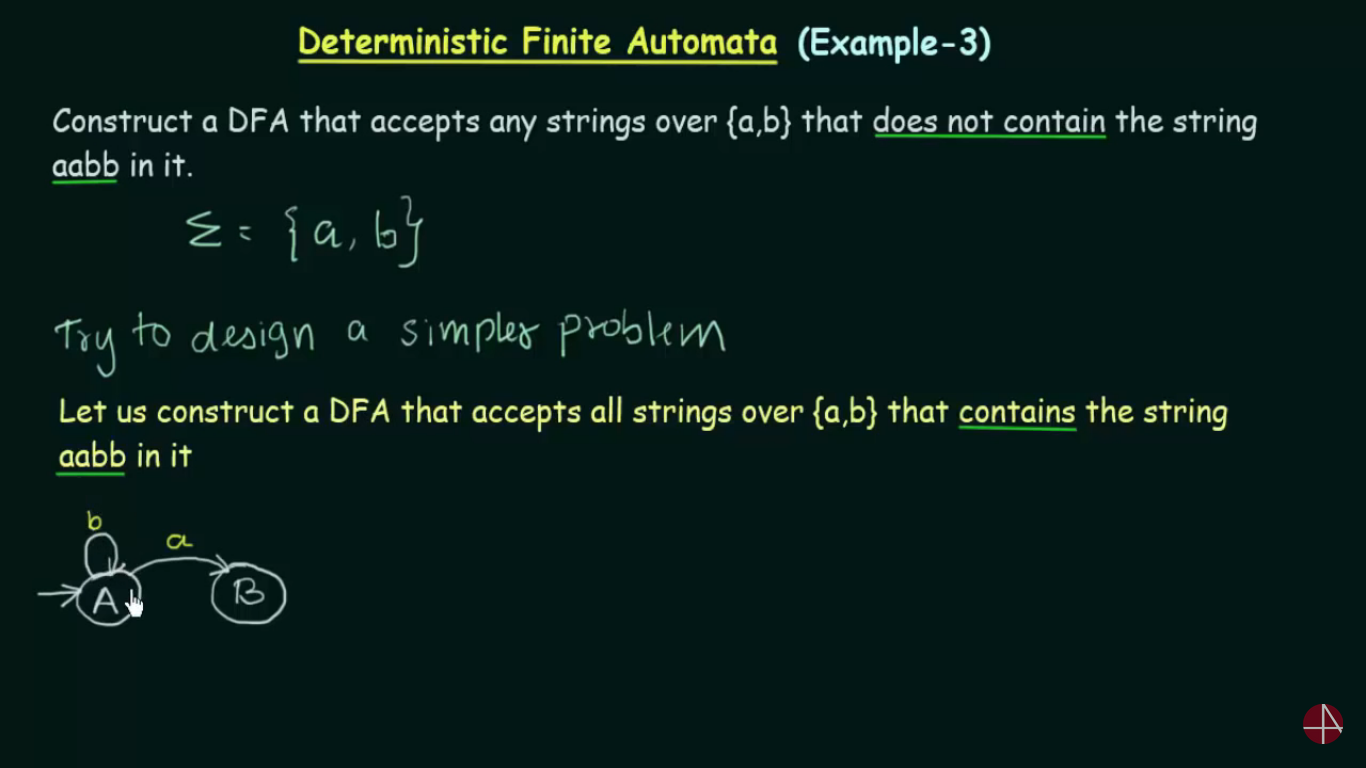 Deterministic Finite Automata (Example-3)
Construct a DFA that accepts any strings over {a,b} that does not contain the string
aabb in it.
Σ = {a, b}
Try to design a simpler problem
Let us construct a DFA that accepts all strings over {a,b} that contains the string
aabb in it
b
a
A B